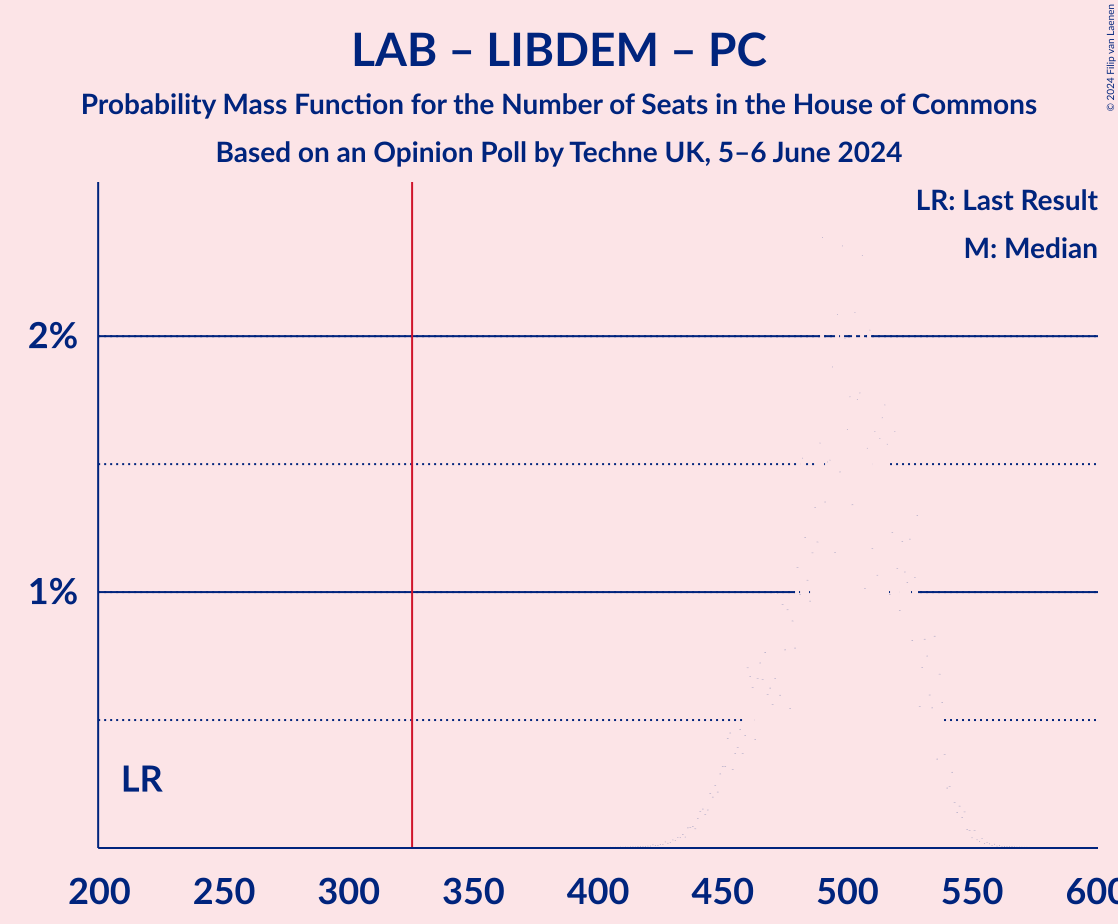 LAB – LIBDEM – PC
Probability Mass Function for the Number of Seats in the House of Commons
Based on an Opinion Poll by Techne UK, 5–6 June 2024
© 2024 Filip van Laenen
LR: Last Result
M: Median
2%
1%
LR
200 250 300 350 400 450 500 550 600